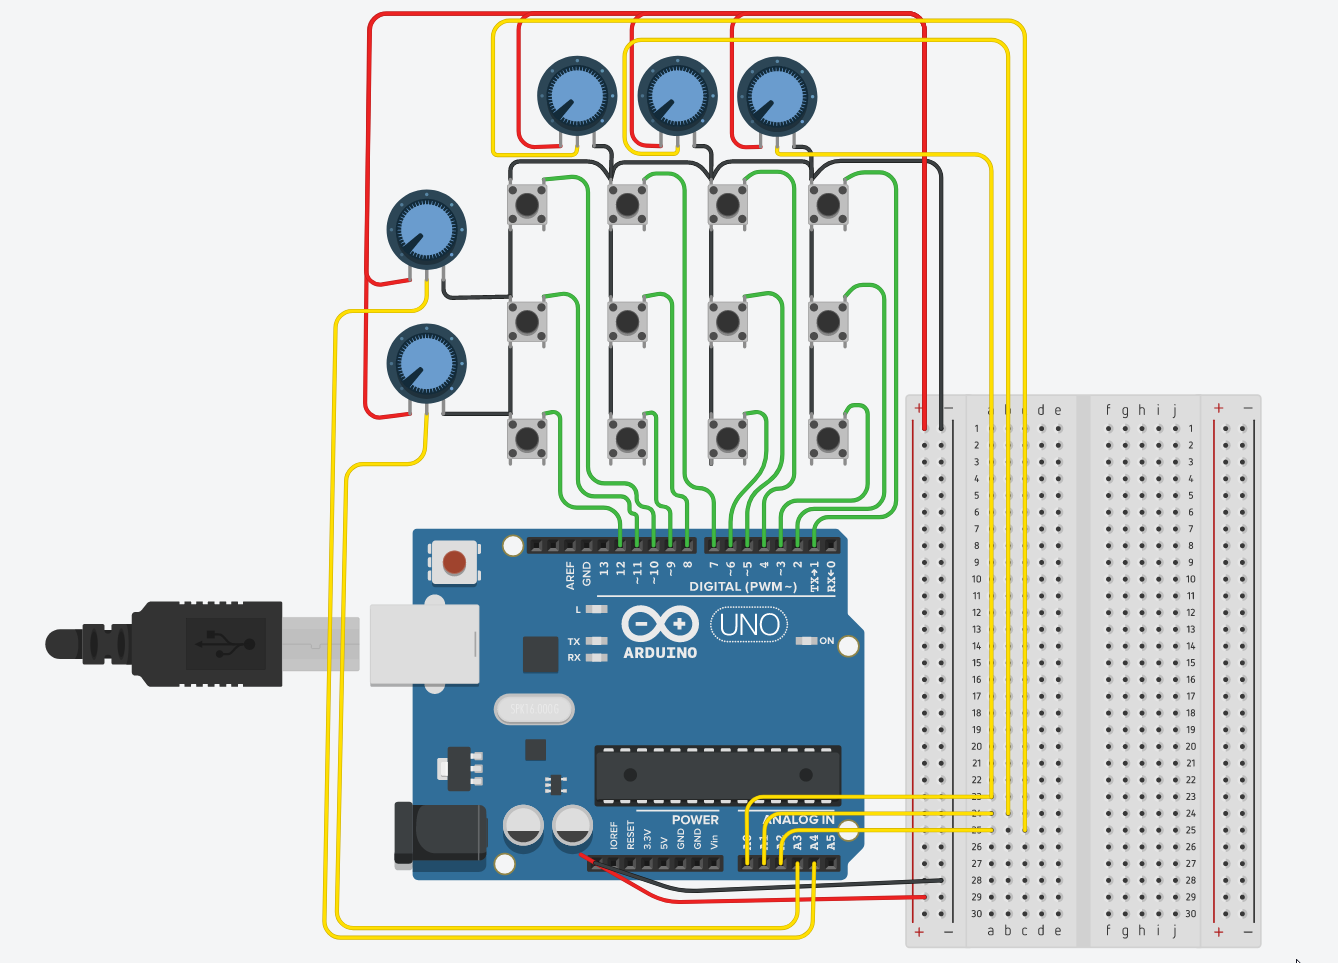 + − a b c d e f g h i j + −
1 1
2 2
3 3
4 4
5 5
6 6
7 7
8 8
9 9
10 10
11 11
12 12
13 13
14 14
15 15
16 16
17 17
18 18
19 19
20 20
21 21
22 22
23 23
24 24
25 25
26 26
27 27
28 28
29 29
30 30
+ − a b c d e f g h i j + −
AREF GND 13 12 ~11 ~10 ~9 8 7 ~6 ~5 4 ~3 2 TX→1 RX←0
DIGITAL (PWM~)
L
TX
RX
UNO
ARDUINO
ON
SPK16.000G
POWER ANALOG IN
IOREF RESET 3.3V 5V GND GND Vin A0 A1 A2 A3 A4 A5